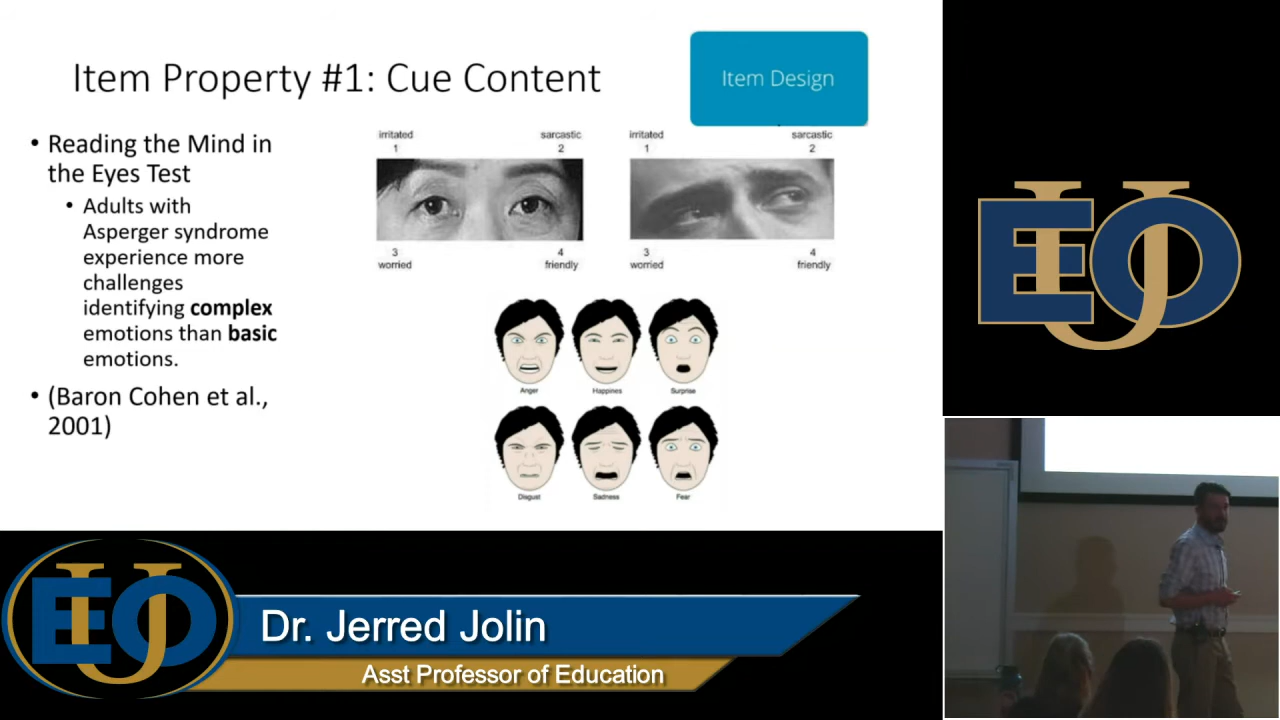 Item Property #1: Cue Content
Item Design
• Reading the Mind in
the Eyes Test
• Adults with
Asperger syndrome
experience more
challenges
identifying complex
emotions than basic
emotions.
• (Baron Cohen et al.,
2001)
irritated
1
sarcastic
2
3
worried
4
friendly
irritated
1
sarcastic
2
3
worried
4
friendly
Anger
Happines
Surprise
Disgust
Sadness
Fear
EOU
EOU
Dr. Jerred Jolin
Asst Professor of Education